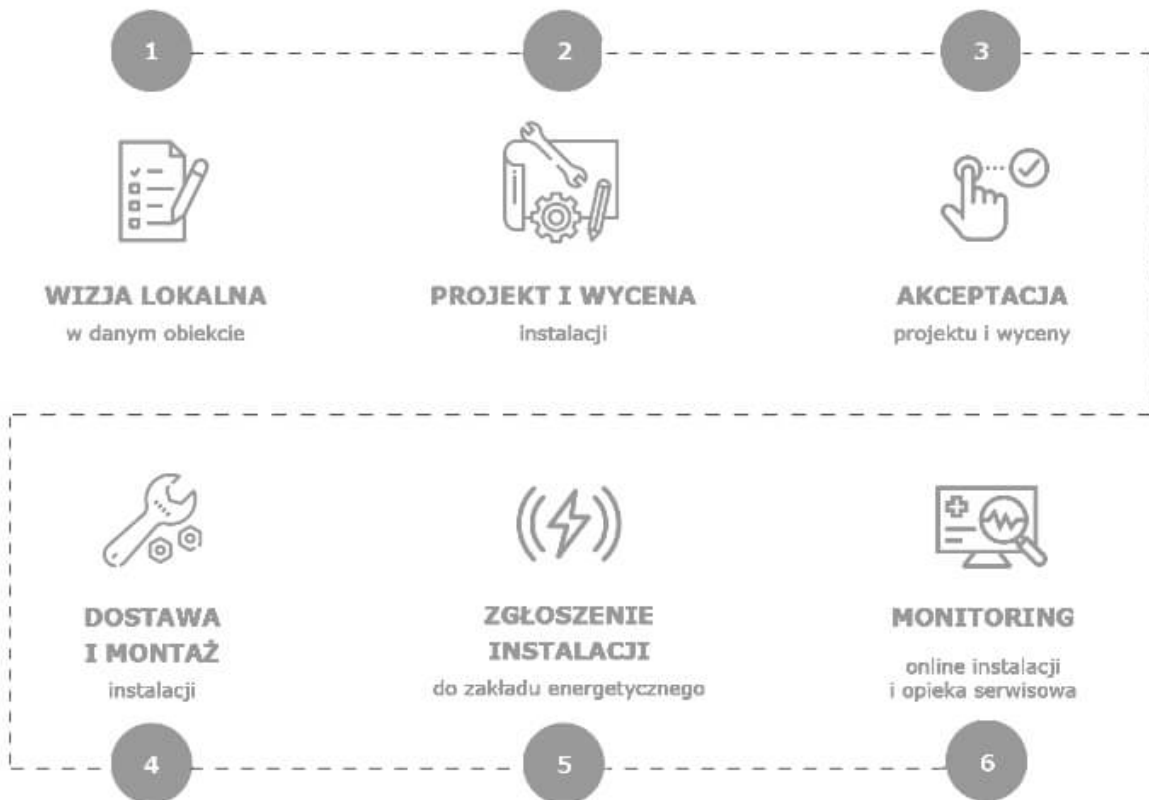 1
2
3
WIZJA LOKALNA
w danym obiekcie
PROJEKT I WYCENA
instalacji
AKCEPTACJA
projektu i wyceny
DOSTAWA
I MONTAŻ
instalacji
ZGŁOSZENIE
INSTALACJI
do zakładu energetycznego
MONITORING
online instalacji
i opieka serwisowa
4
5
6